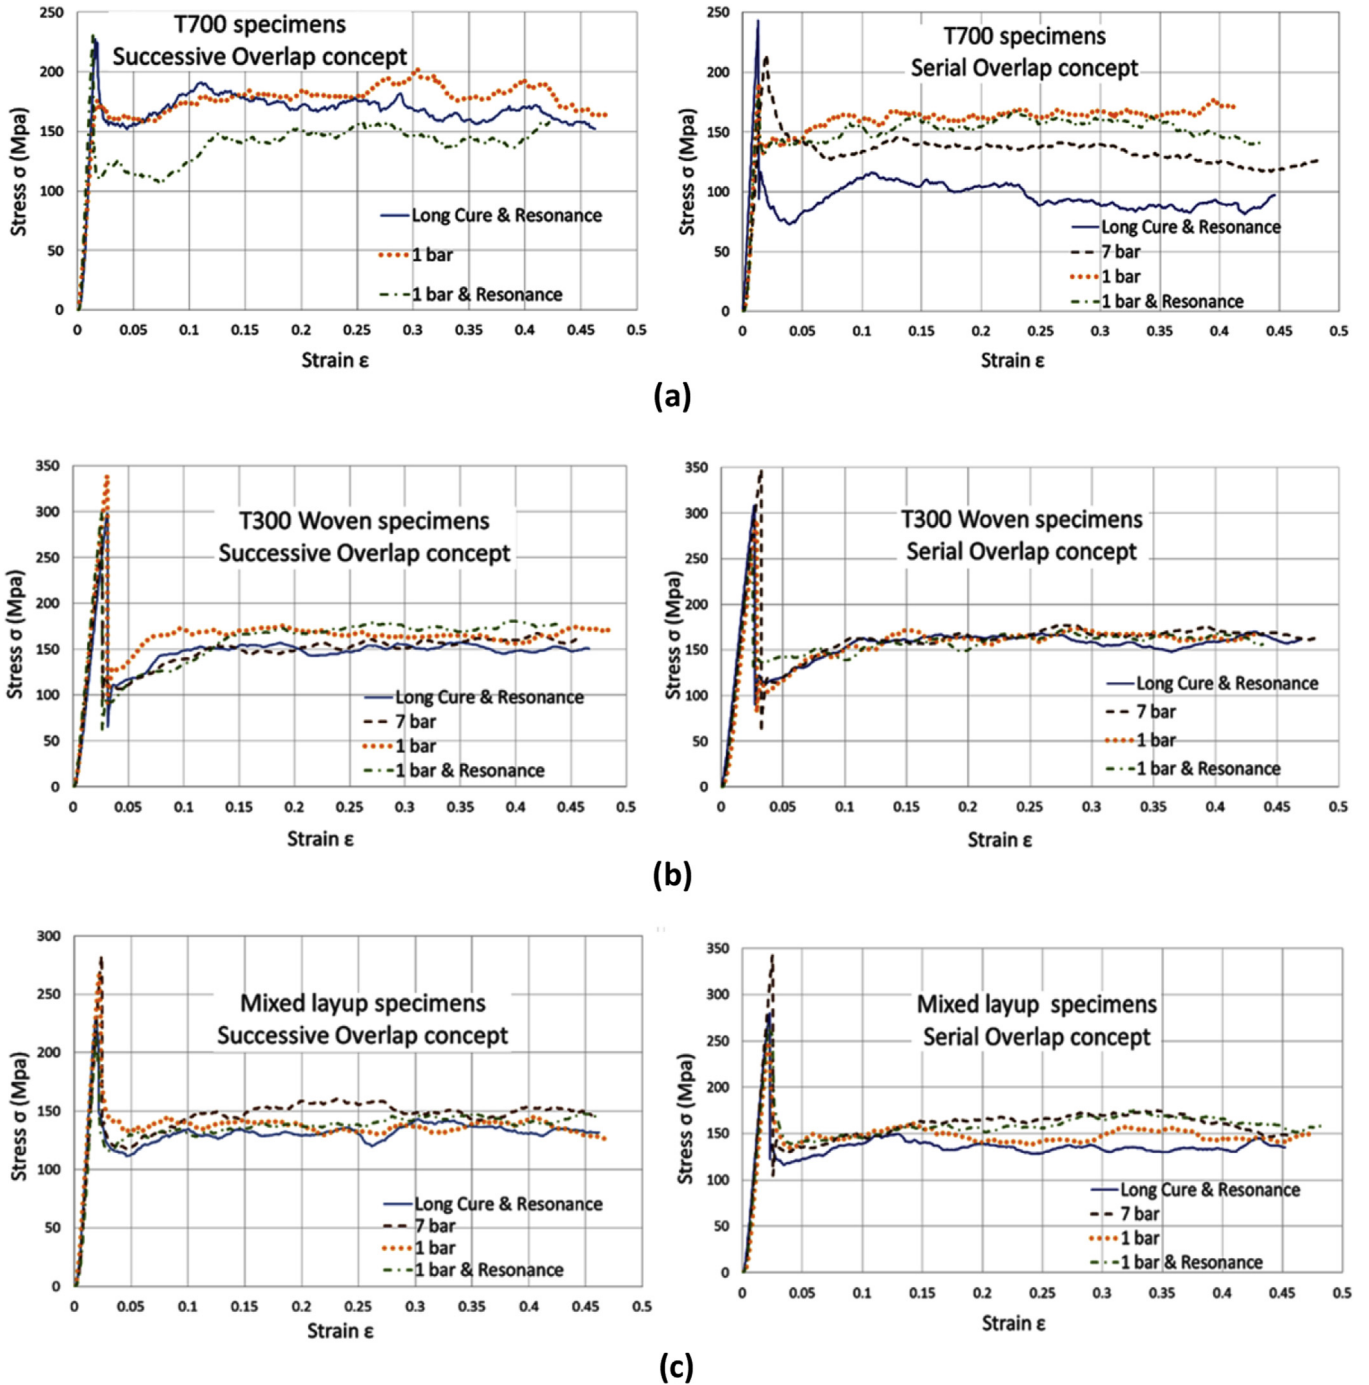 T700 specimens
Successive Overlap concept
Stress σ (Mpa)
250
200
150
100
50
0
Long Cure & Resonance
1 bar
1 bar & Resonance
0 0.05 0.1 0.15 0.2 0.25 0.3 0.35 0.4 0.45 0.5
Strain ε
T700 specimens
Serial Overlap concept
Stress σ (Mpa)
250
200
150
100
50
0
Long Cure & Resonance
7 bar
1 bar
1 bar & Resonance
0 0.05 0.1 0.15 0.2 0.25 0.3 0.35 0.4 0.45 0.5
Strain ε
(a)
T300 Woven specimens
Successive Overlap concept
Stress σ (Mpa)
350
300
250
200
150
100
50
0
Long Cure & Resonance
7 bar
1 bar
1 bar & Resonance
0 0.05 0.1 0.15 0.2 0.25 0.3 0.35 0.4 0.45 0.5
Strain ε
T300 Woven specimens
Serial Overlap concept
Stress σ (Mpa)
350
300
250
200
150
100
50
0
Long Cure & Resonance
7 bar
1 bar
1 bar & Resonance
0 0.05 0.1 0.15 0.2 0.25 0.3 0.35 0.4 0.45 0.5
Strain ε
(b)
Mixed layup specimens
Successive Overlap concept
Stress σ (Mpa)
300
250
200
150
100
50
0
Long Cure & Resonance
7 bar
1 bar
1 bar & Resonance
0 0.05 0.1 0.15 0.2 0.25 0.3 0.35 0.4 0.45 0.5
Strain ε
Mixed layup specimens
Serial Overlap concept
Stress σ (Mpa)
350
300
250
200
150
100
50
0
Long Cure & Resonance
7 bar
1 bar
1 bar & Resonance
0 0.05 0.1 0.15 0.2 0.25 0.3 0.35 0.4 0.45 0.5
Strain ε
(c)